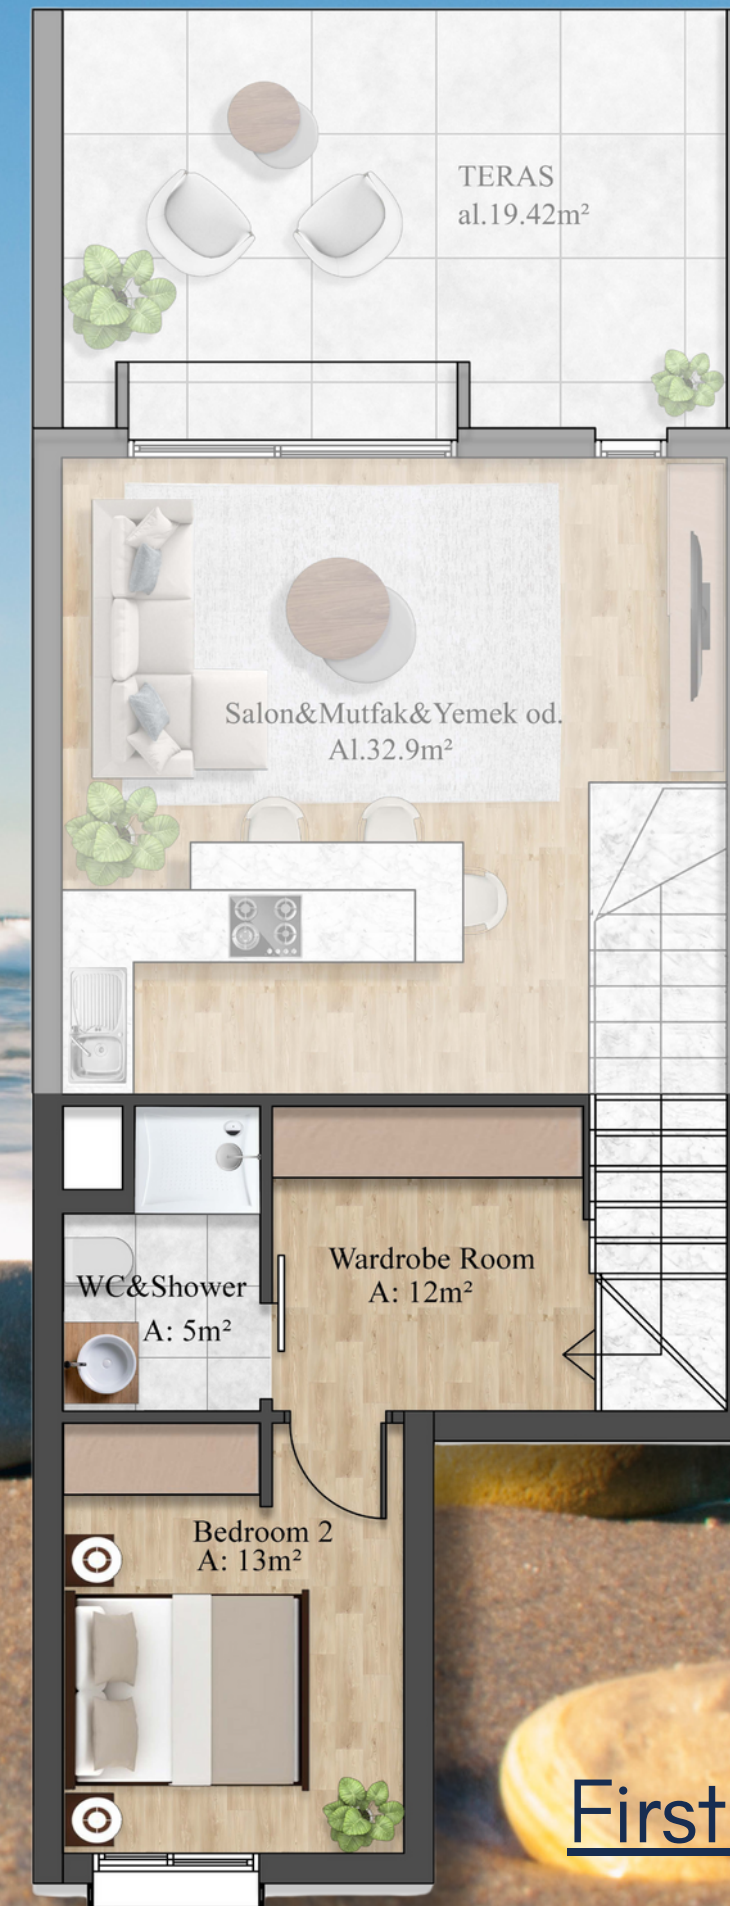 TERAS
al.19.42m²
Salon&Mutfak&Yemek od.
Al.32.9m²
Wardrobe Room
A: 12m²
WC&Shower
A: 5m²
Bedroom 2
A: 13m²
First